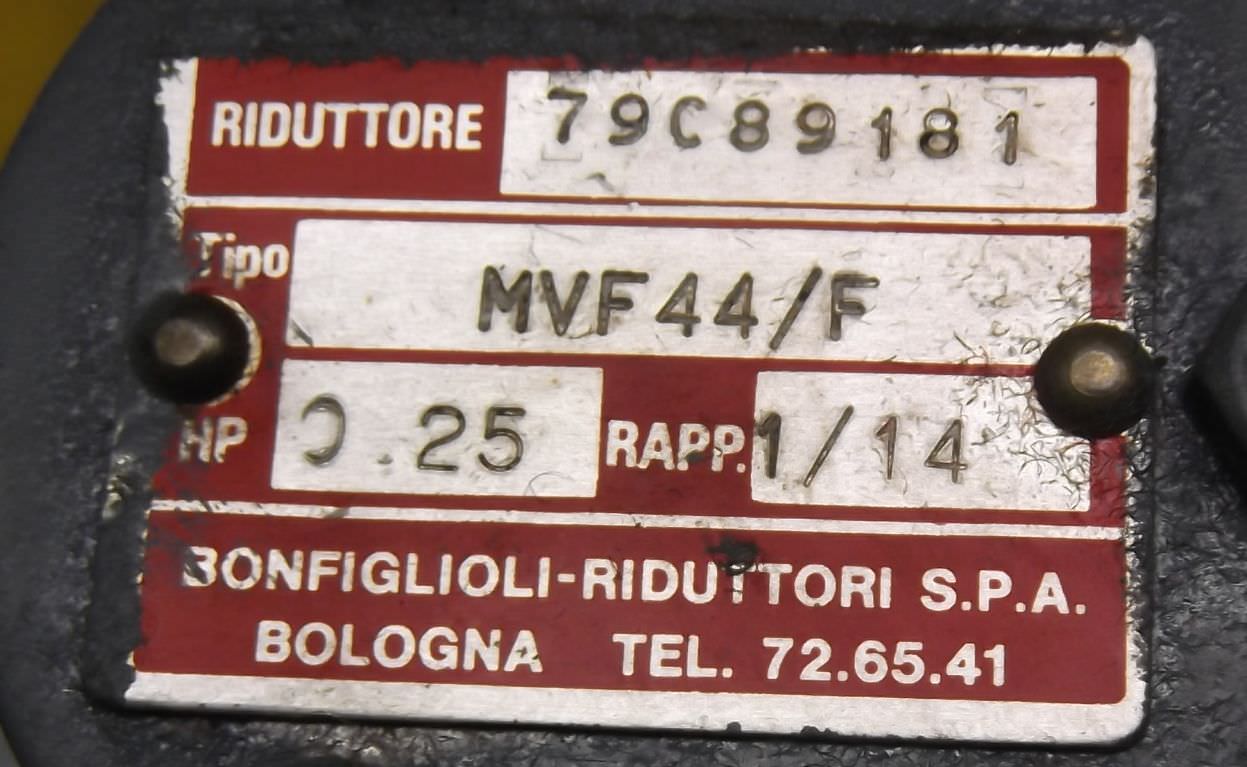 RIDUTTORE 79C89181
Tipo MVF44/F
HP 0.25 RAPP. 1/14
BONFIGLIOLI-RIDUTTORI S.P.A.
BOLOGNA TEL. 72.65.41